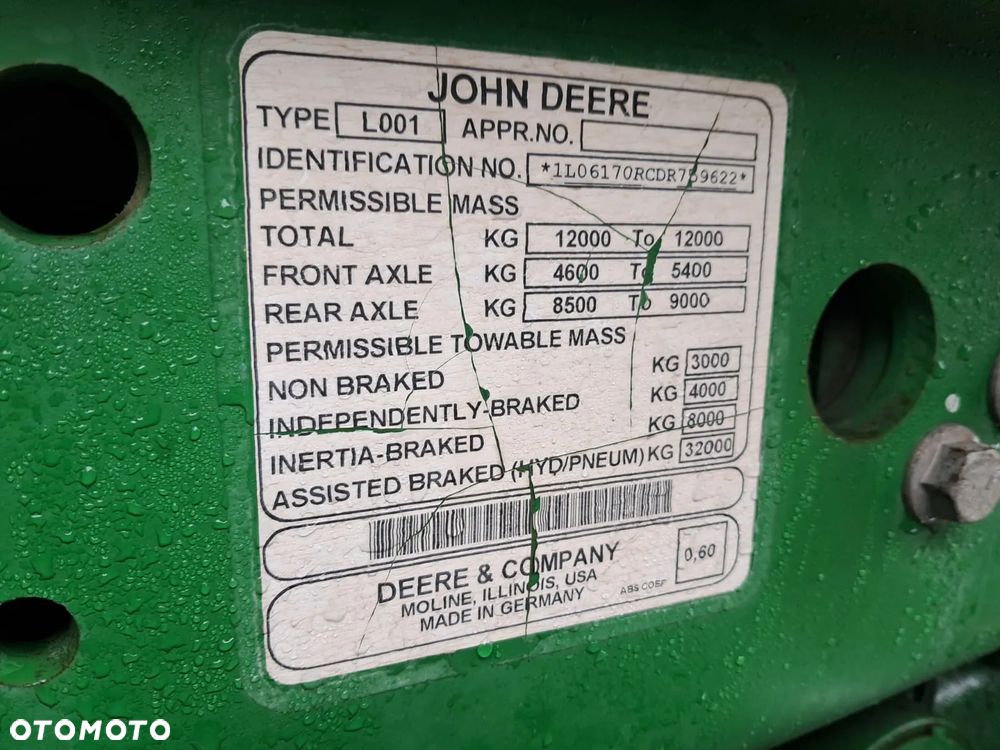 JOHN DEERE
TYPE L001 APPR.NO.
IDENTIFICATION NO. *1L06170RCDR759622*
PERMISSIBLE MASS
TOTAL KG 12000 To 12000
FRONT AXLE KG 4600 To 5400
REAR AXLE KG 8500 To 9000
PERMISSIBLE TOWABLE MASS
NON BRAKED KG 3000
INDEPENDENTLY-BRAKED KG 4000
INERTIA-BRAKED KG 8000
ASSISTED BRAKED (HYD/PNEUM) KG 32000
DEERE & COMPANY
MOLINE, ILLINOIS, USA
MADE IN GERMANY
ABS COEF 0,60
OTOMOTO